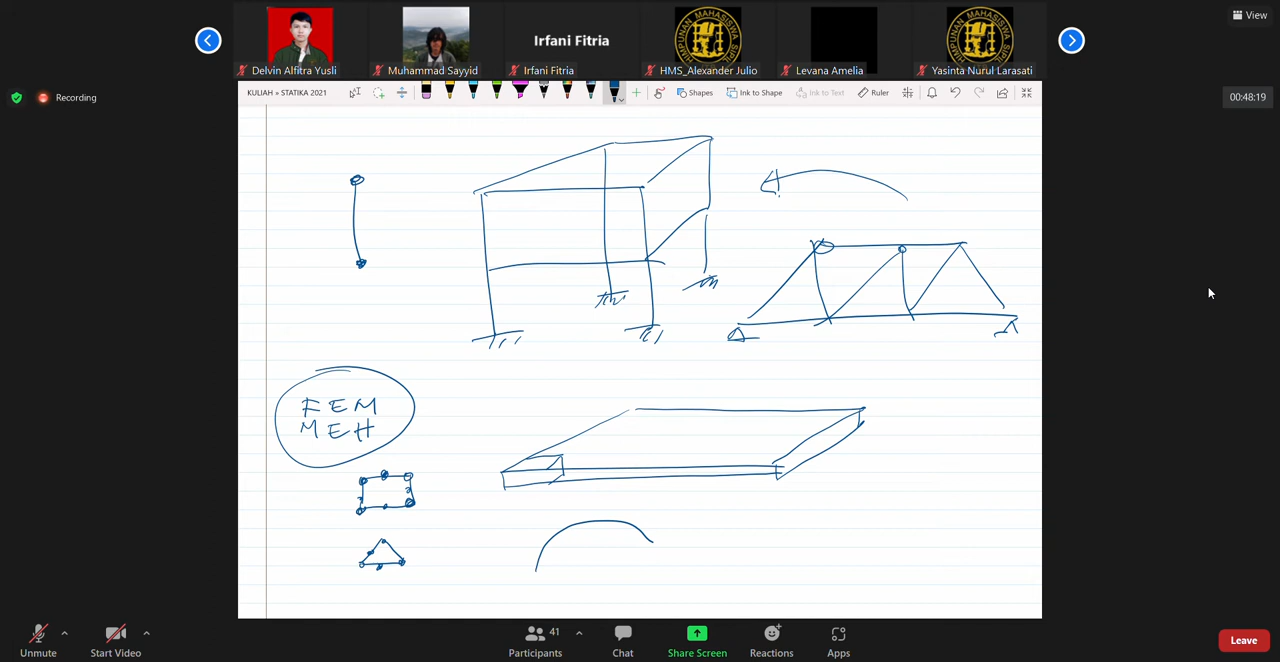 View
Irfani Fitria
Delvin Alfitra Yusli
Muhammad Sayyid
Irfani Fitria
HMS_Alexander Julio
Levana Amelia
Yasinta Nurul Larasati
Recording
KULIAH » STATIKA 2021
Shapes
Ink to Shape
Ink to Text
Ruler
00:48:19
FEM
MEH
Unmute
Start Video
41
Participants
Chat
Share Screen
Reactions
Apps
Leave